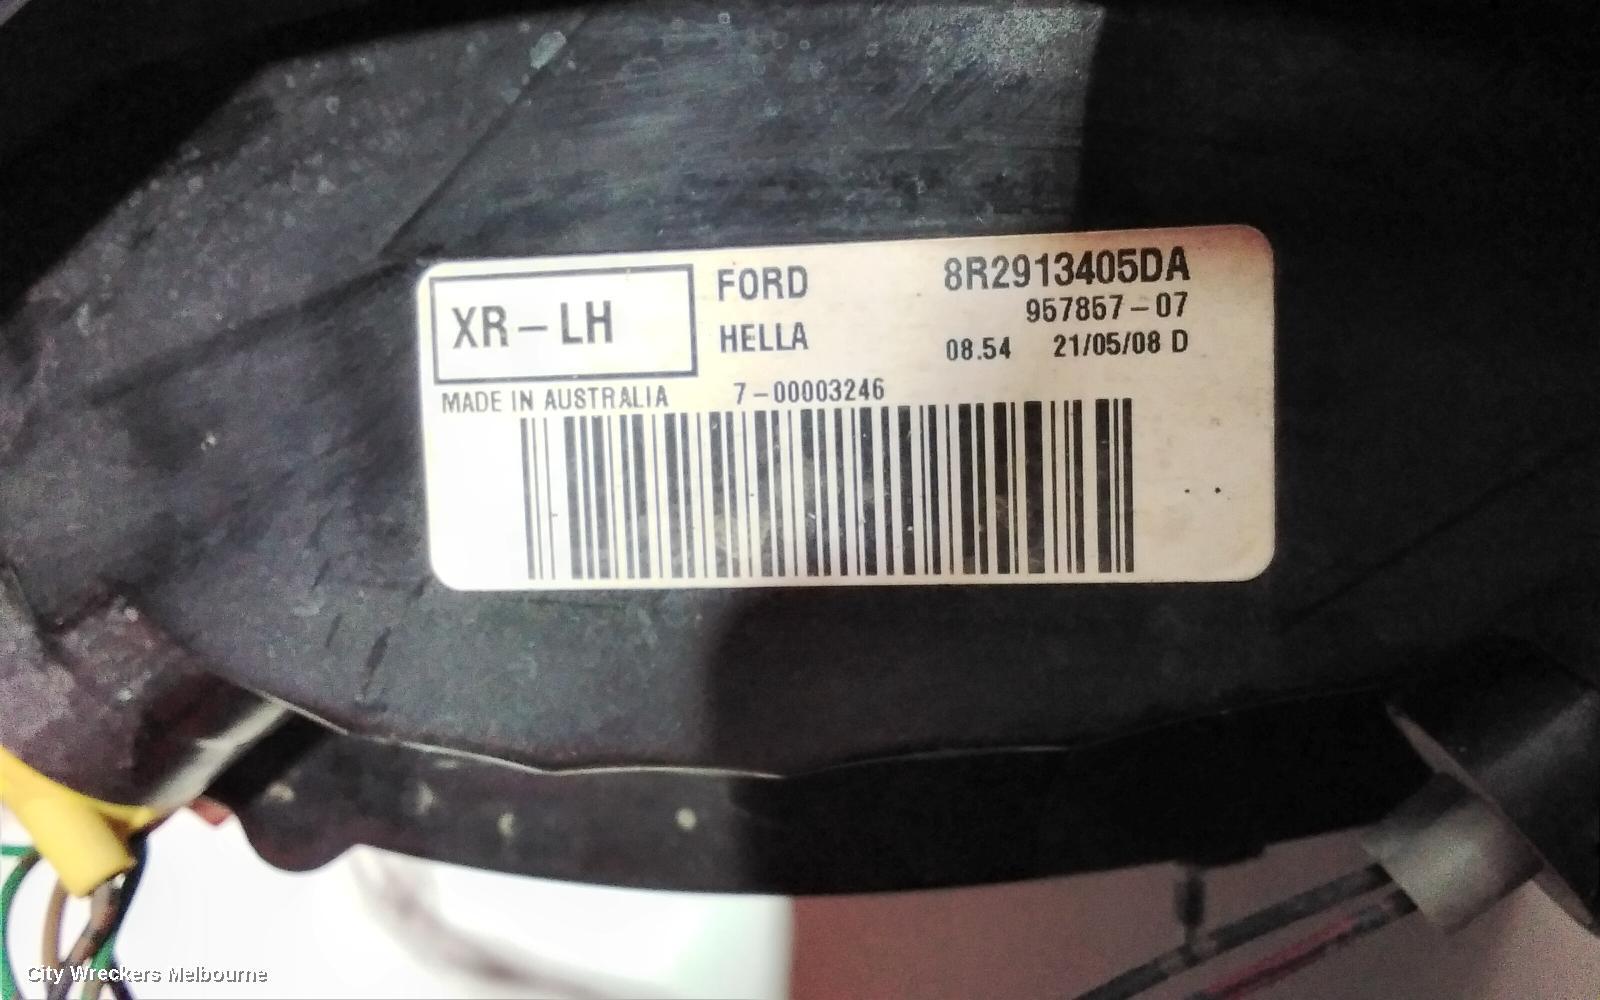 XR-LH
FORD
8R2913405DA
957857-07
HELLA
08.54 21/05/08 D
MADE IN AUSTRALIA
7-00003246
City Wreckers Melbourne